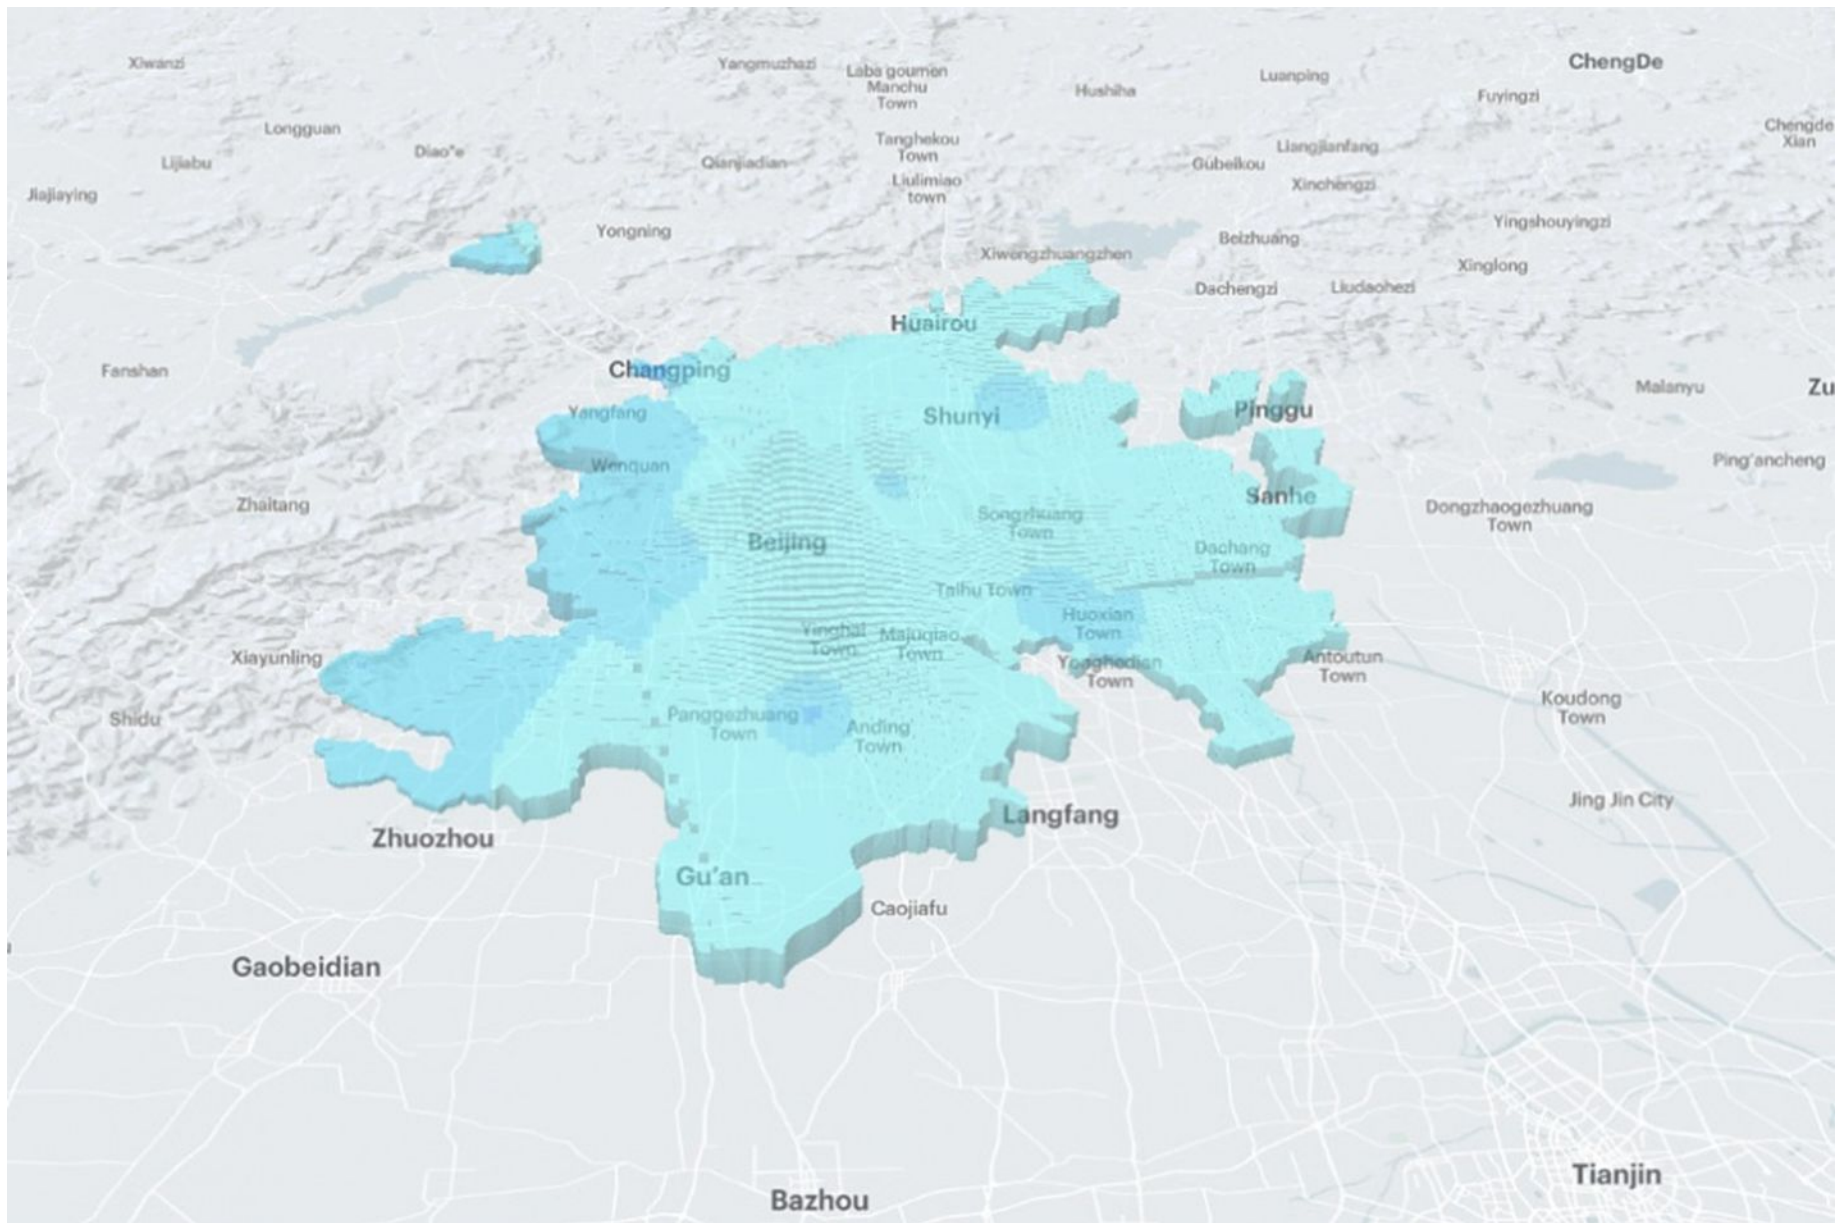 Xiwanzi
Yangmuzhazi
Laba goumen
Manchu
Town
Hushiha
Luanping
ChengDe
Fuyingzi
Longguan
Diao"e
Lijiabu
Qianjiadian
Tanghekou
Town
Liulimiao
town
Gubeikou
Liangjianfang
Xinchengzi
Chengde
Xian
Jiajiaying
Yongning
Xiwengzhuangzhen
Beizhuang
Yingshouyingzi
Xinglong
Dachengzi
Liudaohezi
Huairou
Fanshan
Changping
Malanyu
Zu
Yangfang
Shunyi
Pinggu
Wenquan
Ping'ancheng
Zhaitang
Sanhe
Songzhuang
Town
Dongzhaogezhuang
Town
Beijing
Dachang
Town
Taihu Town
Huoxian
Town
Yinghai
Town
Majuqiao
Town
Xiayunling
Yongledian
Town
Antoutun
Town
Shidu
Panggezhuang
Town
Anding
Town
Koudong
Town
Jing Jin City
Langfang
Zhuozhou
Gu'an
Caojiafu
Gaobeidian
Tianjin
Bazhou